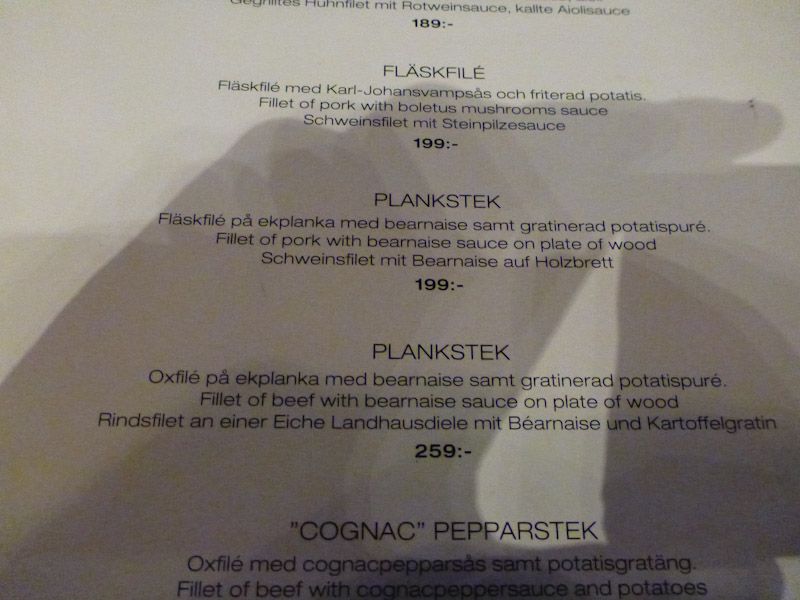 Gegrilltes Huhnfilet mit Rotweinsauce, kallte Aiolisauce
189:-
FLÄSKFILÉ
Fläskfilé med Karl-Johansvampsås och friterad potatis.
Fillet of pork with boletus mushrooms sauce
Schweinsfilet mit Steinpilzesauce
199:-
PLANKSTEK
Fläskfilé på ekplanka med bearnaise samt gratinerad potatispuré.
Fillet of pork with bearnaise sauce on plate of wood
Schweinsfilet mit Bearnaise auf Holzbrett
199:-
PLANKSTEK
Oxfilé på ekplanka med bearnaise samt gratinerad potatispuré.
Fillet of beef with bearnaise sauce on plate of wood
Rindsfilet an einer Eiche Landhausdiele mit Béarnaise und Kartoffelgratin
259:-
”COGNAC” PEPPARSTEK
Oxfilé med cognacpepparsås samt potatisgratäng.
Fillet of beef with cognacpeppersauce and potatoes